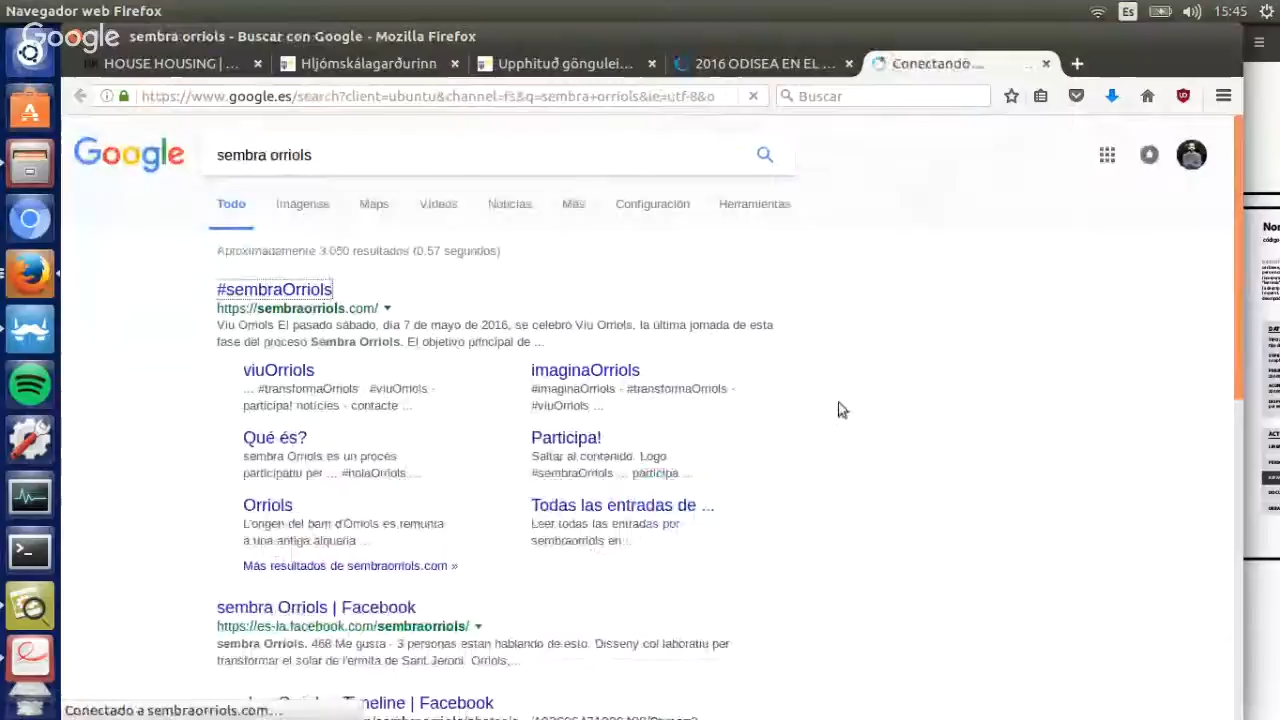 Navegador web Firefox
Es
15:45
Google
sembra orriols - Buscar con Google - Mozilla Firefox
HOUSE HOUSING | ...
Hljómskálagarðurinn
Upphituð göngulei...
2016 ODISEA EN EL ...
Conectando...
https://www.google.es/search?client=ubuntu&channel=fs&q=sembra+orriols&ie=utf-8&o
Buscar
Google
sembra orriols
Todo
Imágenes
Maps
Vídeos
Noticias
Más
Configuración
Herramientas
Aproximadamente 3.050 resultados (0,57 segundos)
#sembraOrriols
https://sembraorriols.com/
Viu Orriols El pasado sábado, día 7 de mayo de 2016, se celebró Viu Orriols, la última jornada de esta
fase del proceso Sembra Orriols. El objetivo principal de ...
viuOrriols
... #transformaOrriols · #viuOrriols ·
participa! notícies · contacte ...
imaginaOrriols
#imaginaOrriols · #transformaOrriols ·
#viuOrriols ...
Qué és?
sembra Orriols es un procés
participatiu per ... #holaOrriols ...
Participa!
Saltar al contenido. Logo
#sembraOrriols ... participa ...
Orriols
L'origen del barri d'Orriols es remunta
a una antiga alqueria ...
Todas las entradas de ...
Leer todas las entradas por
sembraorriols en ...
Más resultados de sembraorriols.com »
sembra Orriols | Facebook
https://es-la.facebook.com/sembraorriols/
sembra Orriols. 468 Me gusta · 3 personas están hablando de esto. Disseny col·laboratiu per
transformar el solar de l'ermita de Sant Jeroni. Orriols,...
Timeline | Facebook
Conectado a sembraorriols.com...